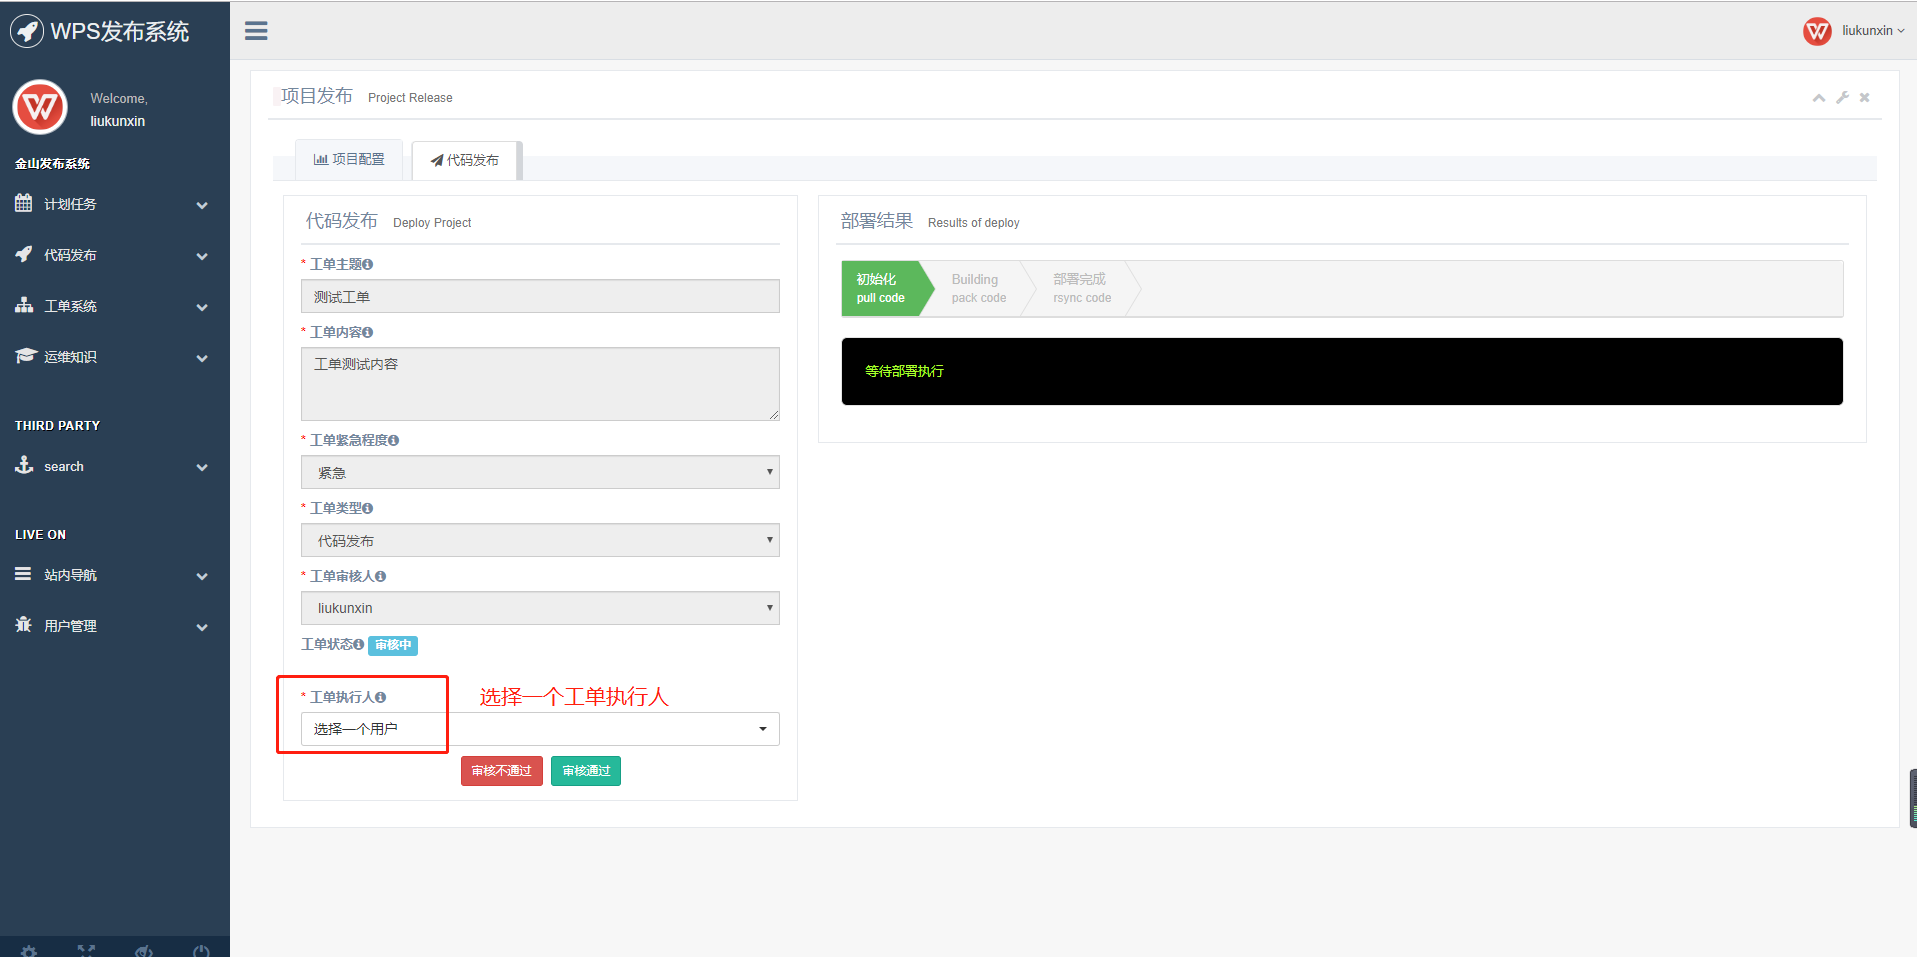 WPS发布系统
liukunxin
Welcome,
liukunxin
金山发布系统
计划任务
代码发布
工单系统
运维知识
THIRD PARTY
search
LIVE ON
站内导航
用户管理
项目发布 Project Release
项目配置 代码发布
代码发布 Deploy Project
* 工单主题
测试工单
* 工单内容
工单测试内容
* 工单紧急程度
紧急
* 工单类型
代码发布
* 工单审核人
liukunxin
工单状态 审核中
* 工单执行人
选择一个工单执行人
选择一个用户
审核不通过 审核通过
部署结果 Results of deploy
初始化
pull code
Building
pack code
部署完成
rsync code
等待部署执行